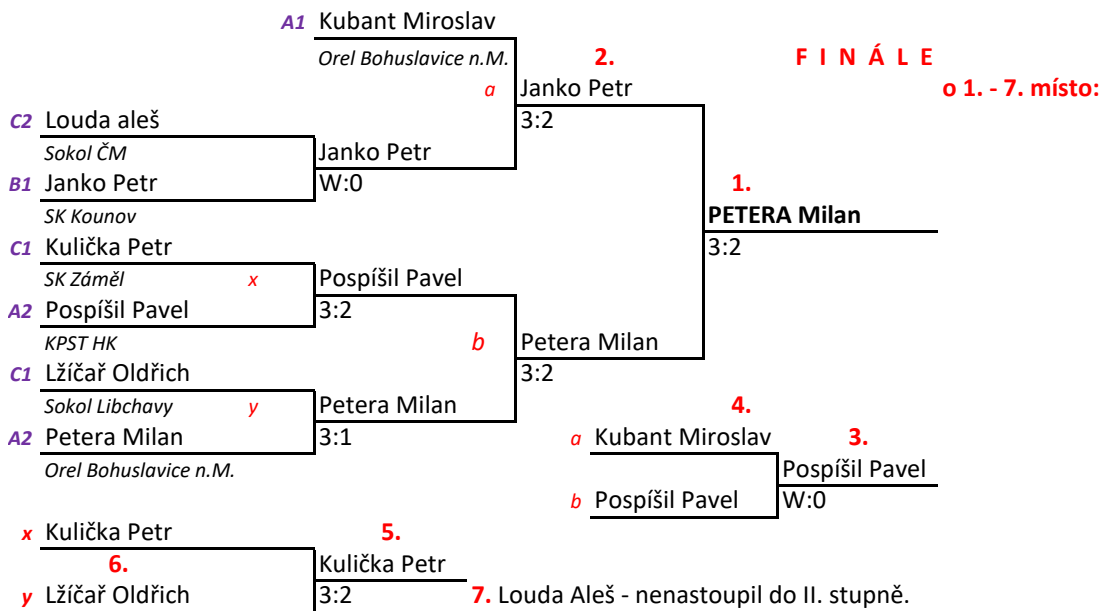 A1 Kubant Miroslav
Orel Bohuslavice n.M.
2.
F I N Á L E
a Janko Petr
o 1. - 7. místo:
C2 Louda aleš
3:2
Sokol ČM
Janko Petr
B1 Janko Petr
W:0
1.
SK Kounov
PETERA Milan
C1 Kulička Petr
3:2
SK Záměl
x
Pospíšil Pavel
A2 Pospíšil Pavel
3:2
KPST HK
b
Petera Milan
C1 Lžíčař Oldřich
3:2
Sokol Libchavy
y
Petera Milan
4.
A2 Petera Milan
3:1
a Kubant Miroslav
3.
Orel Bohuslavice n.M.
Pospíšil Pavel
b Pospíšil Pavel
W:0
x Kulička Petr
5.
6.
Kulička Petr
y Lžíčař Oldřich
3:2
7. Louda Aleš - nenastoupil do II. stupně.